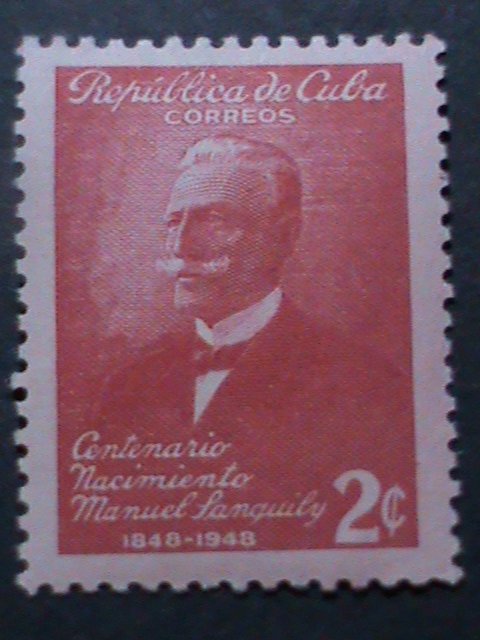 República de Cuba
CORREOS
Centenario
Nacimiento
Manuel Sanguily
1848-1948
2¢